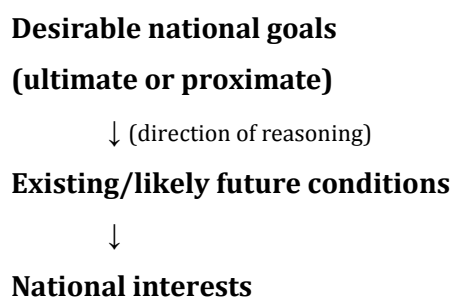 Desirable national goals
(ultimate or proximate)
↓ (direction of reasoning)
Existing/likely future conditions
↓
National interests